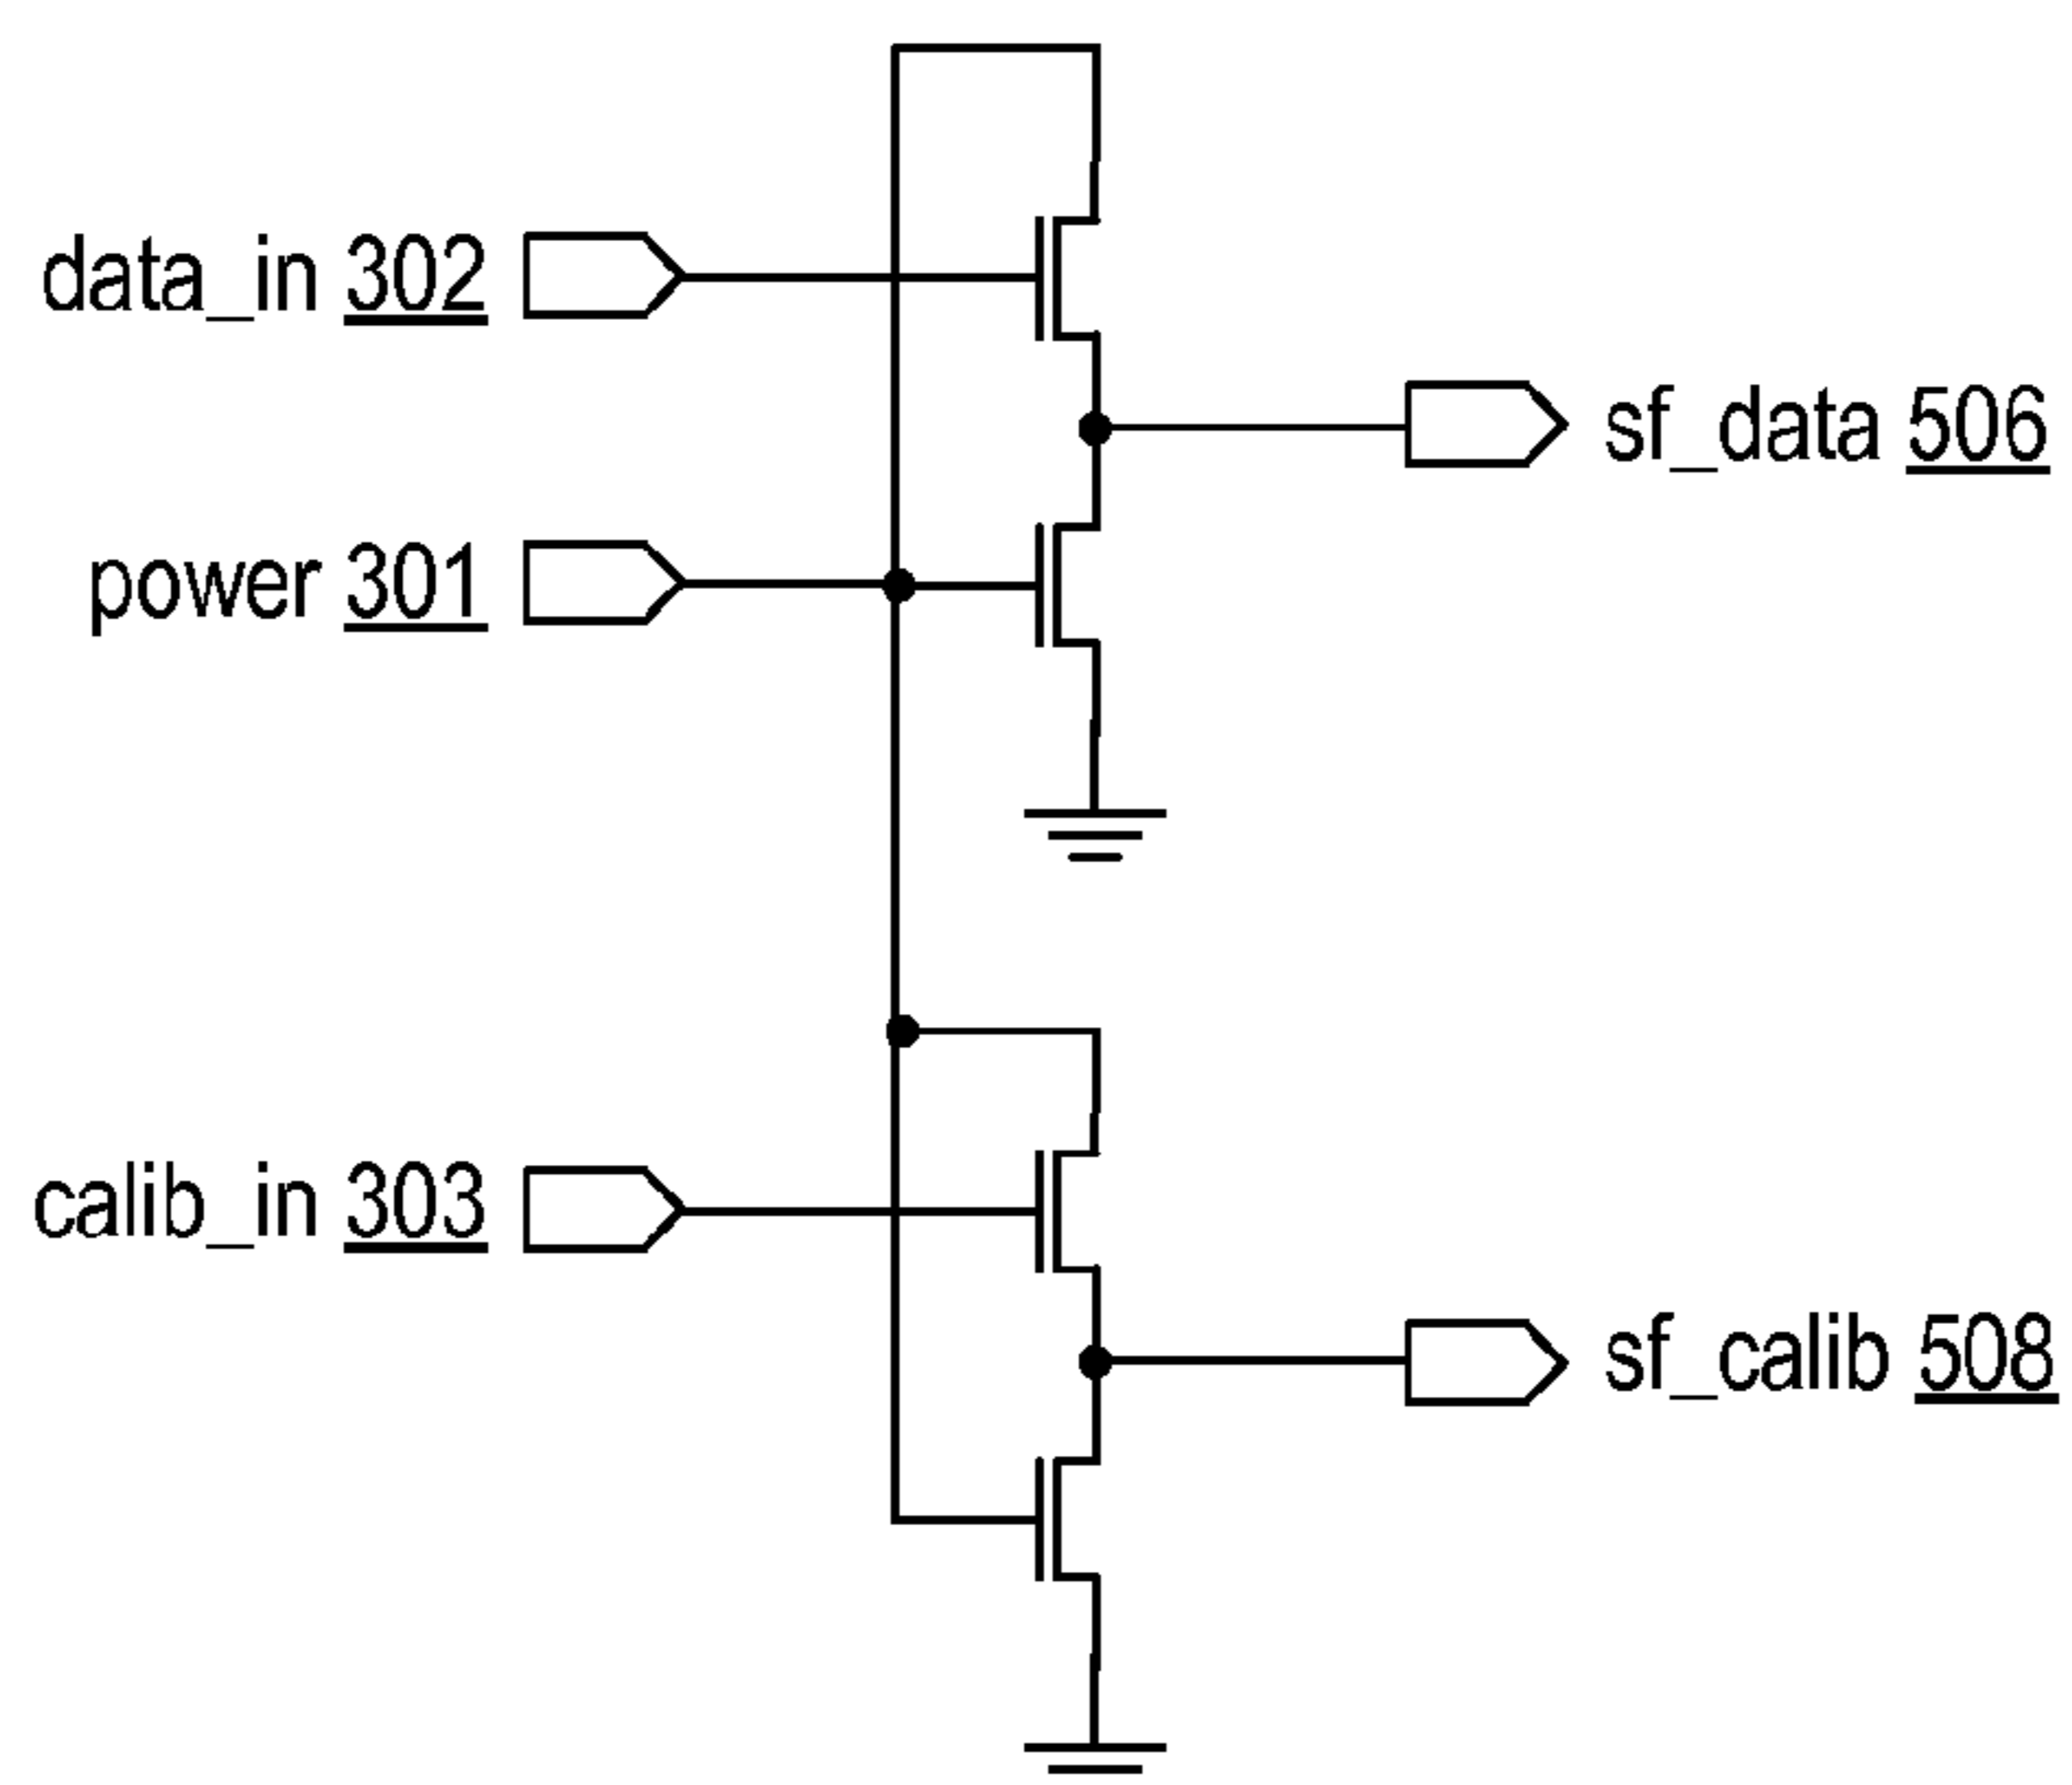 data_in 302
sf_data 506
power 301
calib_in 303
sf_calib 508